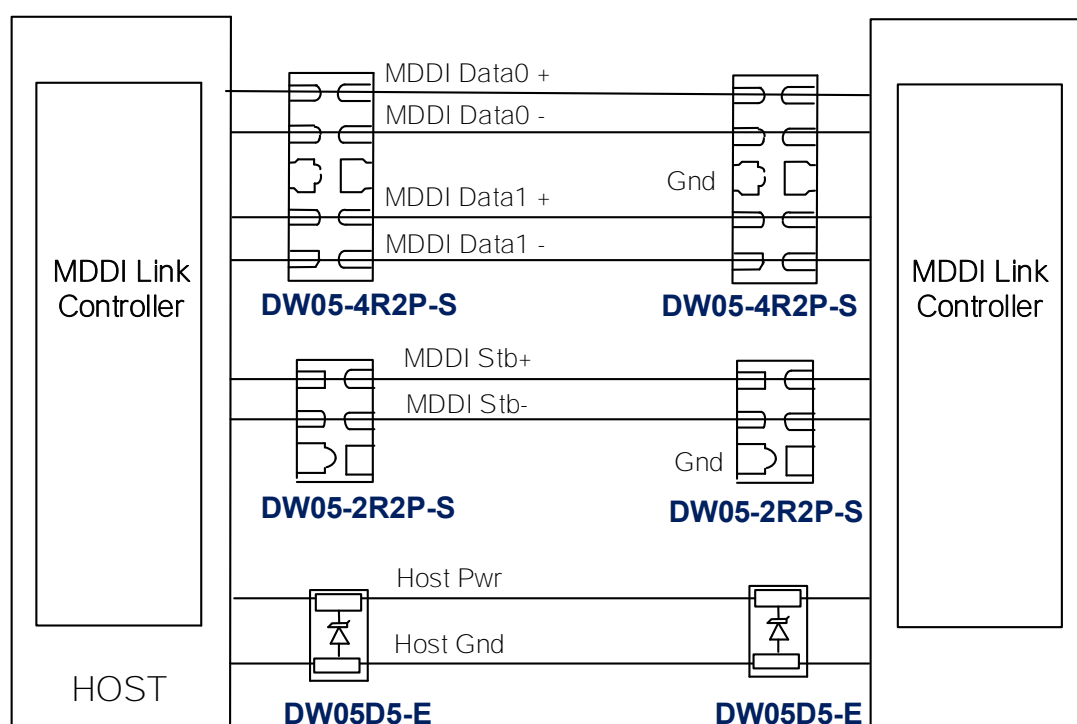 MDDI Data0 +
MDDI Data0 -
Gnd
MDDI Data1 +
MDDI Data1 -
MDDI Link
Controller
MDDI Link
Controller
DW05-4R2P-S
DW05-4R2P-S
MDDI Stb+
MDDI Stb-
Gnd
DW05-2R2P-S
DW05-2R2P-S
Host Pwr
Host Gnd
HOST
DW05D5-E
DW05D5-E